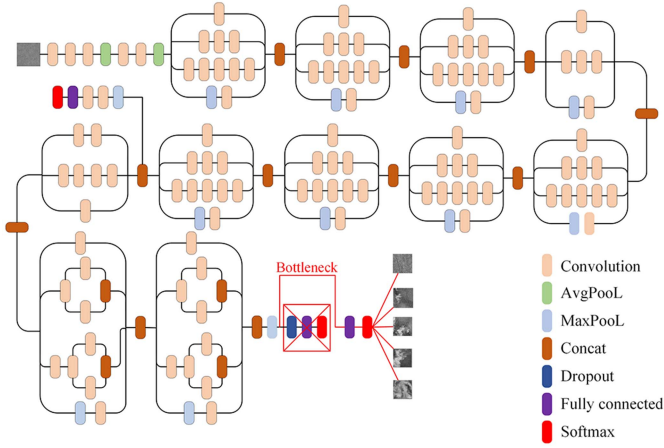 Bottleneck
Convolution
AvgPooL
MaxPooL
Concat
Dropout
Fully connected
Softmax